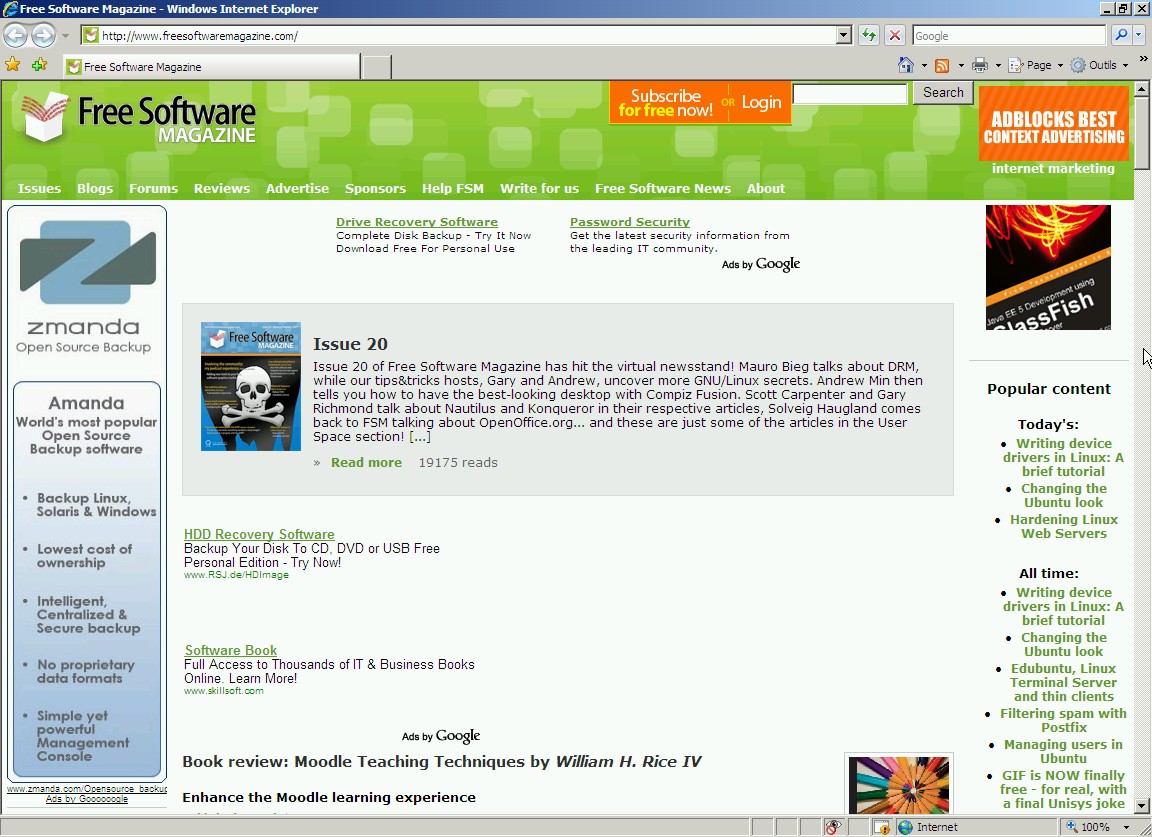 Free Software Magazine - Windows Internet Explorer
http://www.freesoftwaremagazine.com/
Google
Free Software Magazine
Page
Outils
Free Software
MAGAZINE
Subscribe
for free now!
OR
Login
Search
ADBLOCKS BEST
CONTEXT ADVERTISING
internet marketing
Issues Blogs Forums Reviews Advertise Sponsors Help FSM Write for us Free Software News About
zmanda
Open Source Backup
Amanda
World's most popular
Open Source
Backup software
• Backup Linux,
Solaris & Windows
• Lowest cost of
ownership
• Intelligent,
Centralized &
Secure backup
• No proprietary
data formats
• Simple yet
powerful
Management
Console
www.zmanda.com/Opensource_backup
Ads by Goooooogle
Drive Recovery Software
Complete Disk Backup - Try It Now
Download Free For Personal Use
Password Security
Get the latest security information from
the leading IT community.
Ads by Google
Free Software
MAGAZINE
Issue 20
Issue 20 of Free Software Magazine has hit the virtual newsstand! Mauro Bieg talks about DRM,
while our tips&tricks hosts, Gary and Andrew, uncover more GNU/Linux secrets. Andrew Min then
tells you how to have the best-looking desktop with Compiz Fusion. Scott Carpenter and Gary
Richmond talk about Nautilus and Konqueror in their respective articles, Solveig Haugland comes
back to FSM talking about OpenOffice.org... and these are just some of the articles in the User
Space section! [...]
» Read more 19175 reads
HDD Recovery Software
Backup Your Disk To CD, DVD or USB Free
Personal Edition - Try Now!
www.RSJ.de/HDImage
Software Book
Full Access to Thousands of IT & Business Books
Online. Learn More!
www.skillsoft.com
Ads by Google
Book review: Moodle Teaching Techniques by William H. Rice IV
Enhance the Moodle learning experience
Java EE 5 Development using
GlassFish
Popular content
Today's:
• Writing device
drivers in Linux: A
brief tutorial
• Changing the
Ubuntu look
• Hardening Linux
Web Servers
All time:
• Writing device
drivers in Linux: A
brief tutorial
• Changing the
Ubuntu look
• Edubuntu, Linux
Terminal Server
and thin clients
• Filtering spam with
Postfix
• Managing users in
Ubuntu
• GIF is NOW finally
free - for real, with
a final Unisys joke
Internet
100%